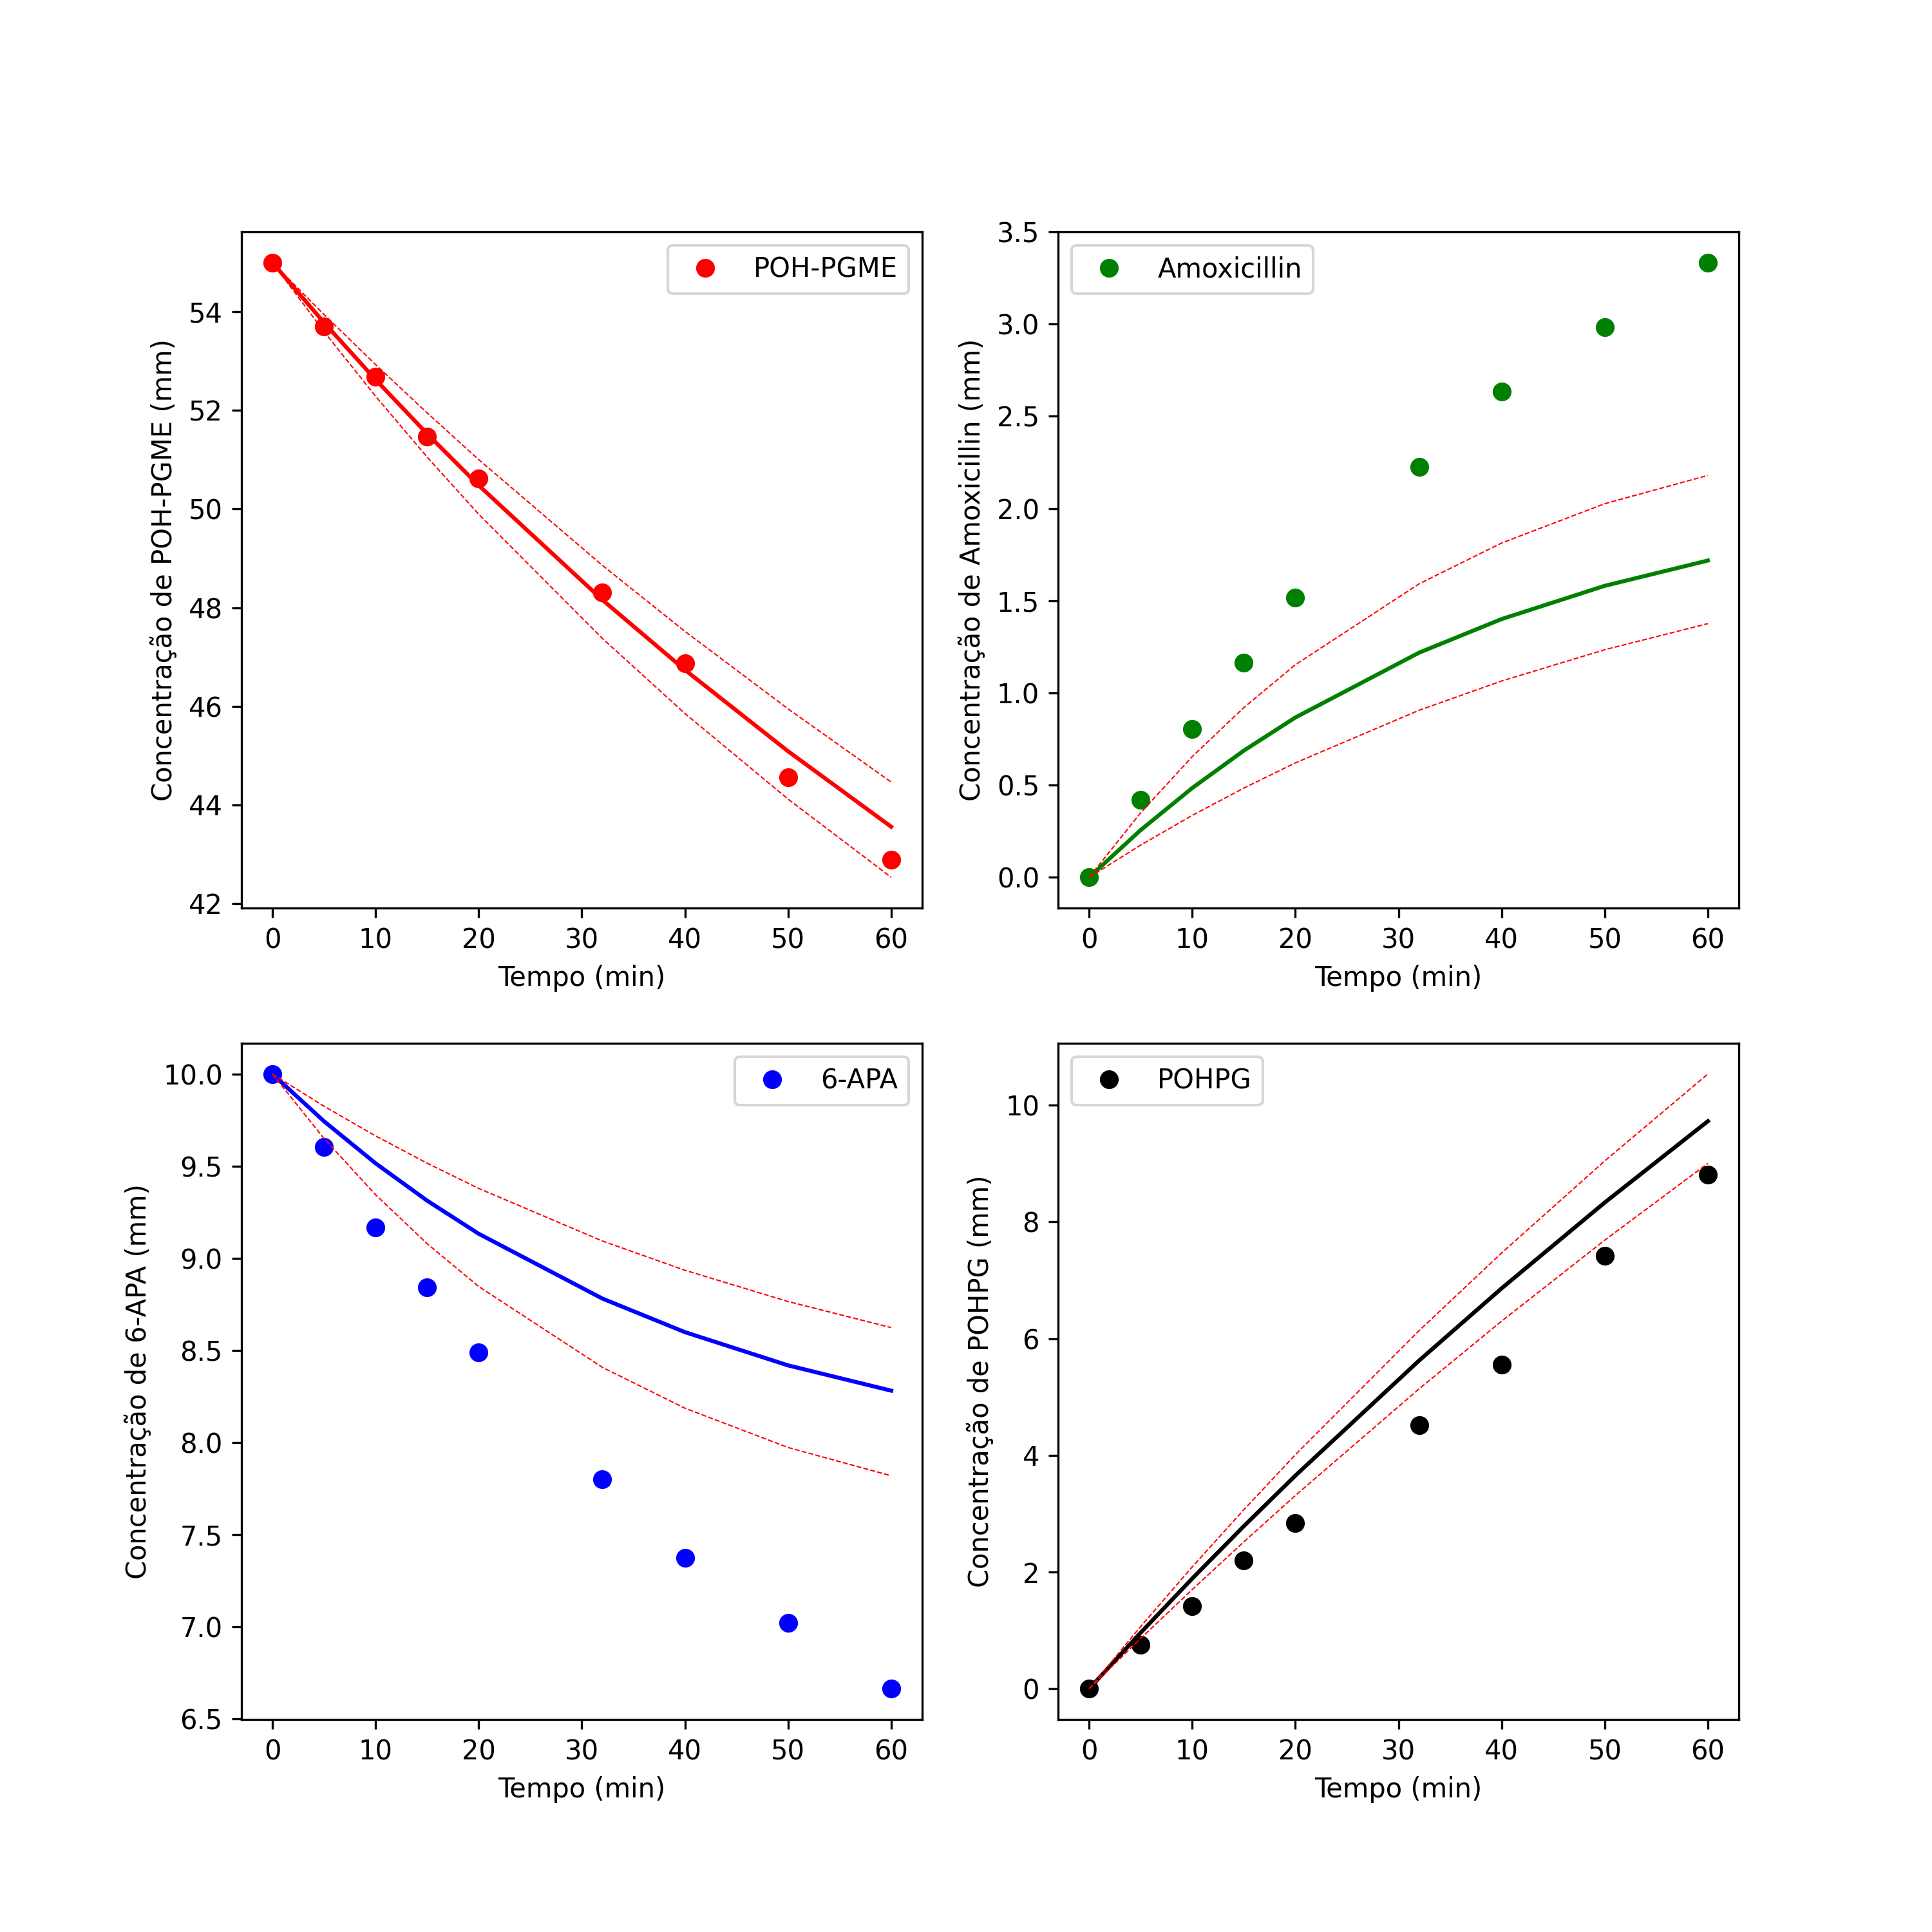 POH-PGME
Concentração de POH-PGME (mm)
54
52
50
48
46
44
42
0 10 20 30 40 50 60
Tempo (min)
Amoxicillin
Concentração de Amoxicillin (mm)
3.5
3.0
2.5
2.0
1.5
1.0
0.5
0.0
0 10 20 30 40 50 60
Tempo (min)
6-APA
Concentração de 6-APA (mm)
10.0
9.5
9.0
8.5
8.0
7.5
7.0
6.5
0 10 20 30 40 50 60
Tempo (min)
POHPG
Concentração de POHPG (mm)
10
8
6
4
2
0
0 10 20 30 40 50 60
Tempo (min)